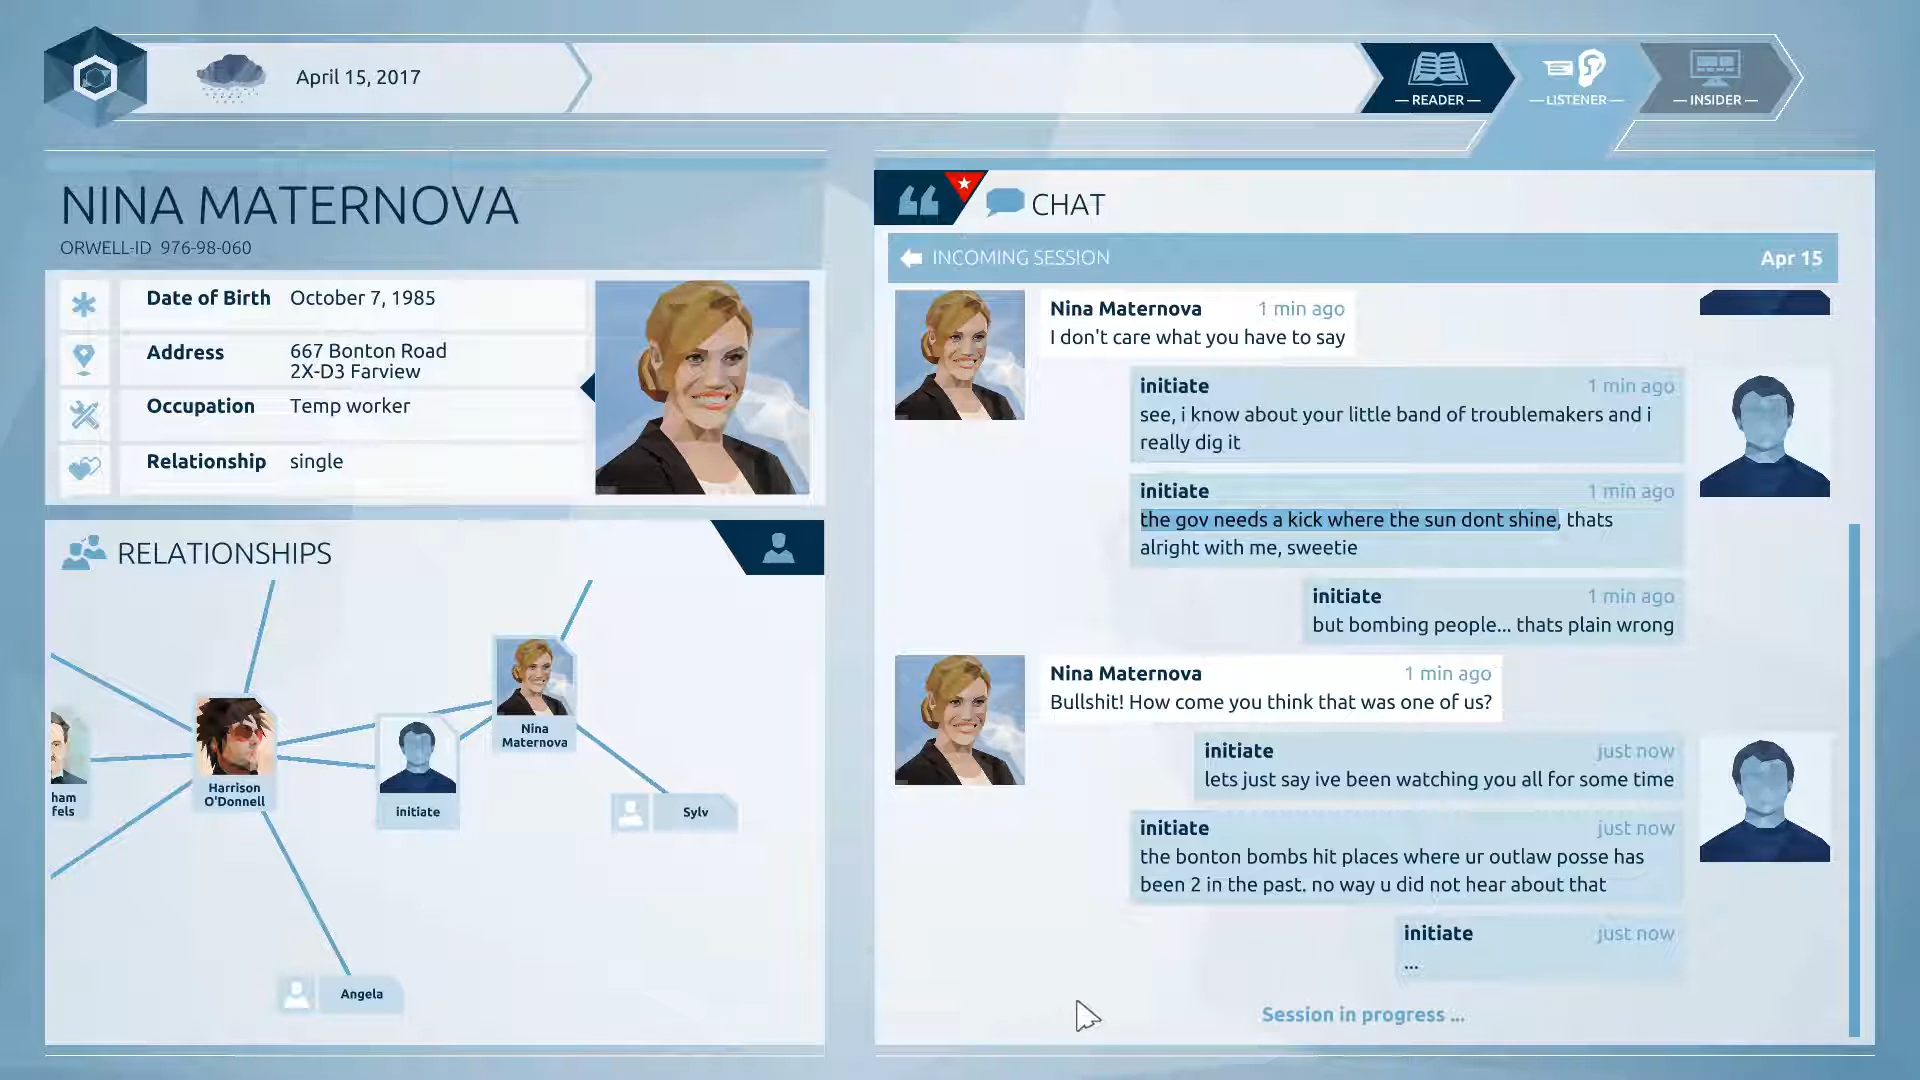 April 15, 2017
READER
LISTENER
INSIDER
NINA MATERNOVA
ORWELL-ID 976-98-060
Date of Birth October 7, 1985
Address 667 Bonton Road
2X-D3 Farview
Occupation Temp worker
Relationship single
RELATIONSHIPS
ham
fels
Harrison
O'Donnell
initiate
Nina
Maternova
Sylv
Angela
CHAT
INCOMING SESSION Apr 15
Nina Maternova 1 min ago
I don't care what you have to say
initiate 1 min ago
see, i know about your little band of troublemakers and i
really dig it
initiate 1 min ago
the gov needs a kick where the sun dont shine, thats
alright with me, sweetie
initiate 1 min ago
but bombing people... thats plain wrong
Nina Maternova 1 min ago
Bullshit! How come you think that was one of us?
initiate just now
lets just say ive been watching you all for some time
initiate just now
the bonton bombs hit places where ur outlaw posse has
been 2 in the past. no way u did not hear about that
initiate just now
...
Session in progress ...